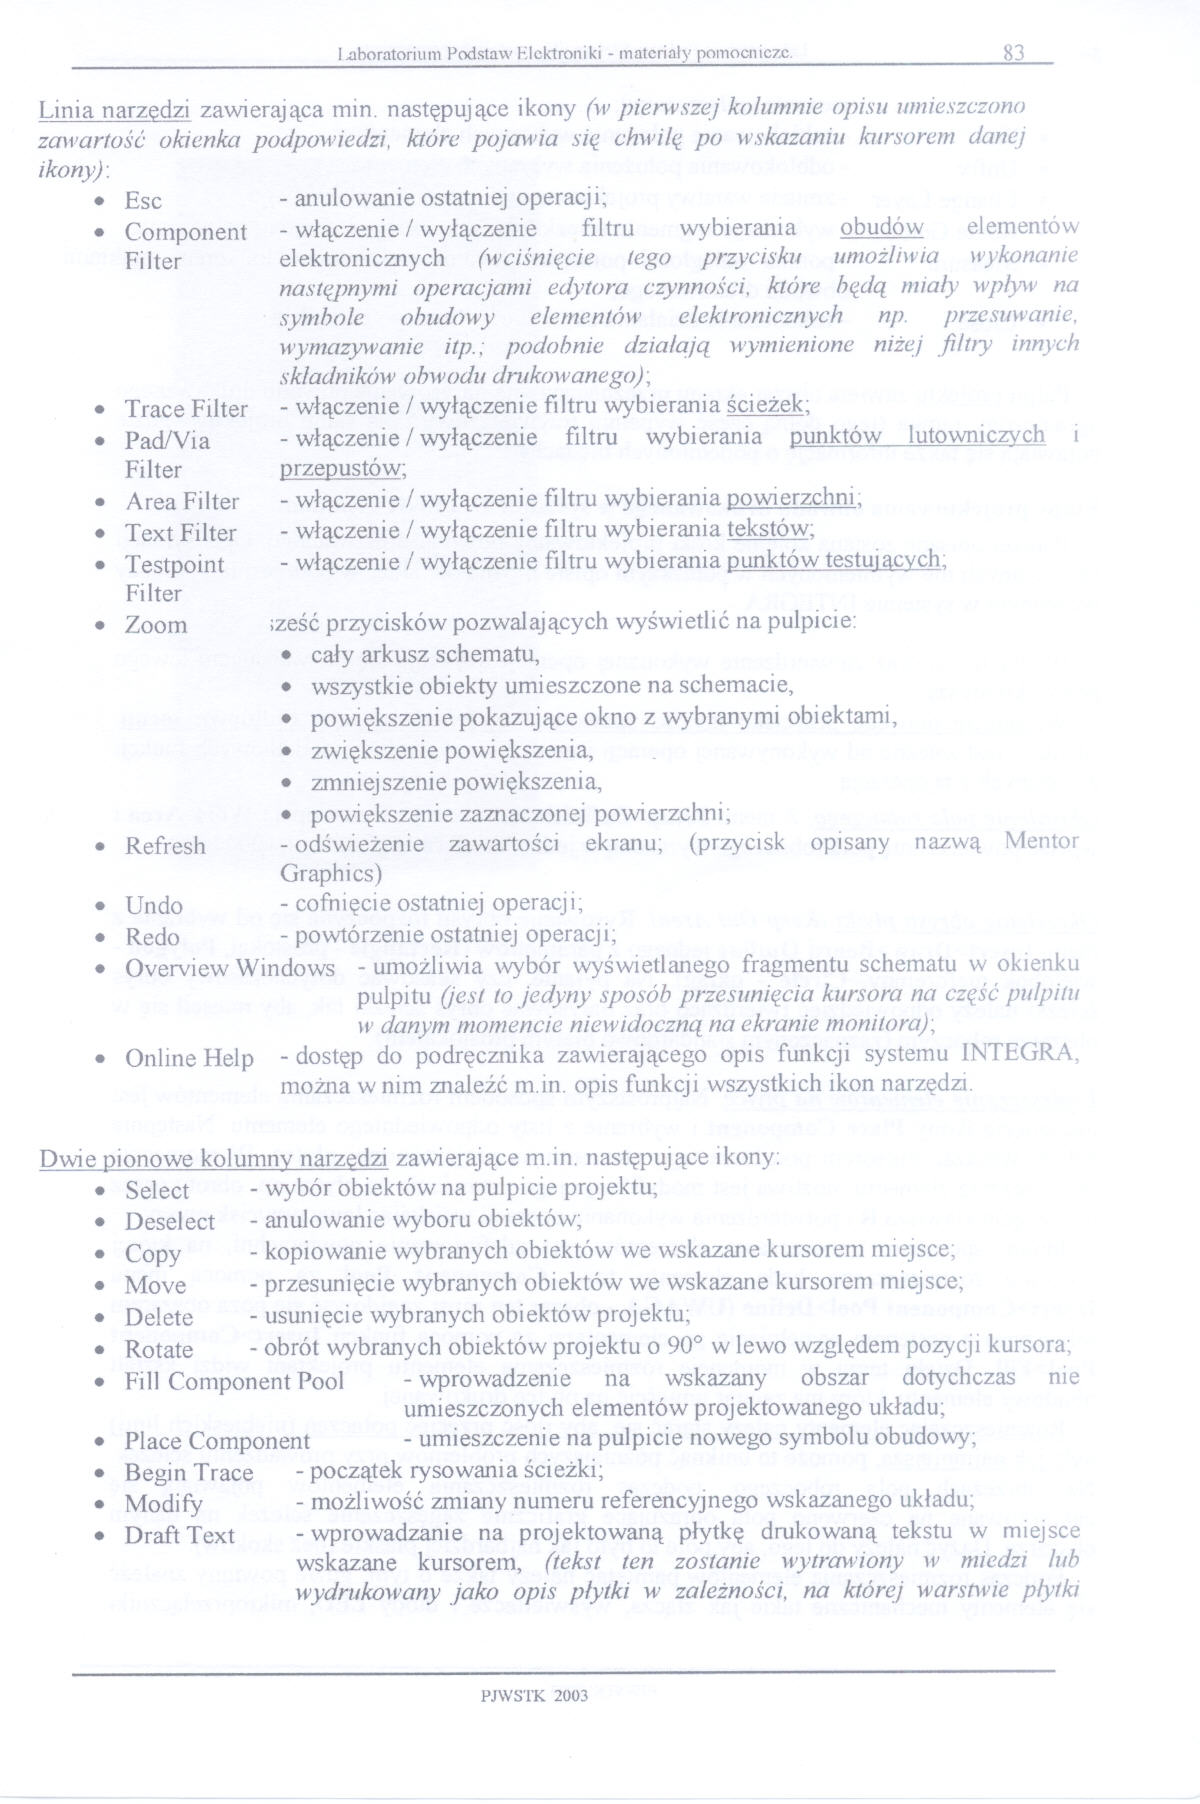 Laboratorium Podstaw Elektroniki - materiały pomocnicze. 83
Linia narzędzi zawierająca min. następujące ikony (w pierwszej kolumnie opisu umieszczono
zawartość okienka podpowiedzi, które pojawia się chwilę po wskazaniu kursorem danej
ikony):
• Esc - anulowanie ostatniej operacji;
• Component - włączenie / wyłączenie filtru wybierania obudów elementów
Filter elektronicznych (wciśnięcie tego przycisku umożliwia wykonanie
następnymi operacjami edytora czynności, które będą miały wpływ na
symbole obudowy elementów elektronicznych np. przesuwanie,
wymazywanie itp.; podobnie działają wymienione niżej filtry innych
składników obwodu drukowanego);
• Trace Filter - włączenie / wyłączenie filtru wybierania ścieżek;
• Pad/Via - włączenie / wyłączenie filtru wybierania punktów lutowniczych i
Filter przepustów;
• Area Filter - włączenie / wyłączenie filtru wybierania powierzchni;
• Text Filter - włączenie / wyłączenie filtru wybierania tekstów;
• Testpoint - włączenie / wyłączenie filtru wybierania punktów testujących;
Filter
• Zoom sześć przycisków pozwalających wyświetlić na pulpicie:
• cały arkusz schematu,
• wszystkie obiekty umieszczone na schemacie,
• powiększenie pokazujące okno z wybranymi obiektami,
• zwiększenie powiększenia,
• zmniejszenie powiększenia,
• powiększenie zaznaczonej powierzchni;
• Refresh - odświeżenie zawartości ekranu; (przycisk opisany nazwą Mentor
Graphics)
• Undo - cofnięcie ostatniej operacji;
• Redo - powtórzenie ostatniej operacji;
• Overview Windows - umożliwia wybór wyświetlanego fragmentu schematu w okienku
pulpitu (jest to jedyny sposób przesunięcia kursora na część pulpitu
w danym momencie niewidoczną na ekranie monitora);
• Online Help - dostęp do podręcznika zawierającego opis funkcji systemu INTEGRA,
można w nim znaleźć m.in. opis funkcji wszystkich ikon narzędzi.
Dwie pionowe kolumny narzędzi zawierające m.in. następujące ikony:
• Select - wybór obiektów na pulpicie projektu;
• Deselect - anulowanie wyboru obiektów;
• Copy - kopiowanie wybranych obiektów we wskazane kursorem miejsce;
• Move - przesunięcie wybranych obiektów we wskazane kursorem miejsce;
• Delete - usunięcie wybranych obiektów projektu;
• Rotate - obrót wybranych obiektów projektu o 90° w lewo względem pozycji kursora;
• Fill Component Pool - wprowadzenie na wskazany obszar dotychczas nie
umieszczonych elementów projektowanego układu;
• Place Component - umieszczenie na pulpicie nowego symbolu obudowy;
• Begin Trace - początek rysowania ścieżki;
• Modify - możliwość zmiany numeru referencyjnego wskazanego układu;
• Draft Text - wprowadzanie na projektowaną płytkę drukowaną tekstu w miejsce
wskazane kursorem, (tekst ten zostanie wytrawiony w miedzi lub
wydrukowany jako opis płytki w zależności, na której warstwie płytki
PJWSTK 2003